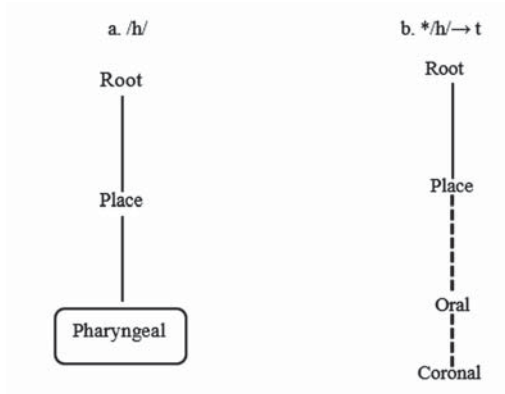 a. /h/
Root
Place
Pharyngeal
b. */h/→ t
Root
Place
Oral
Coronal